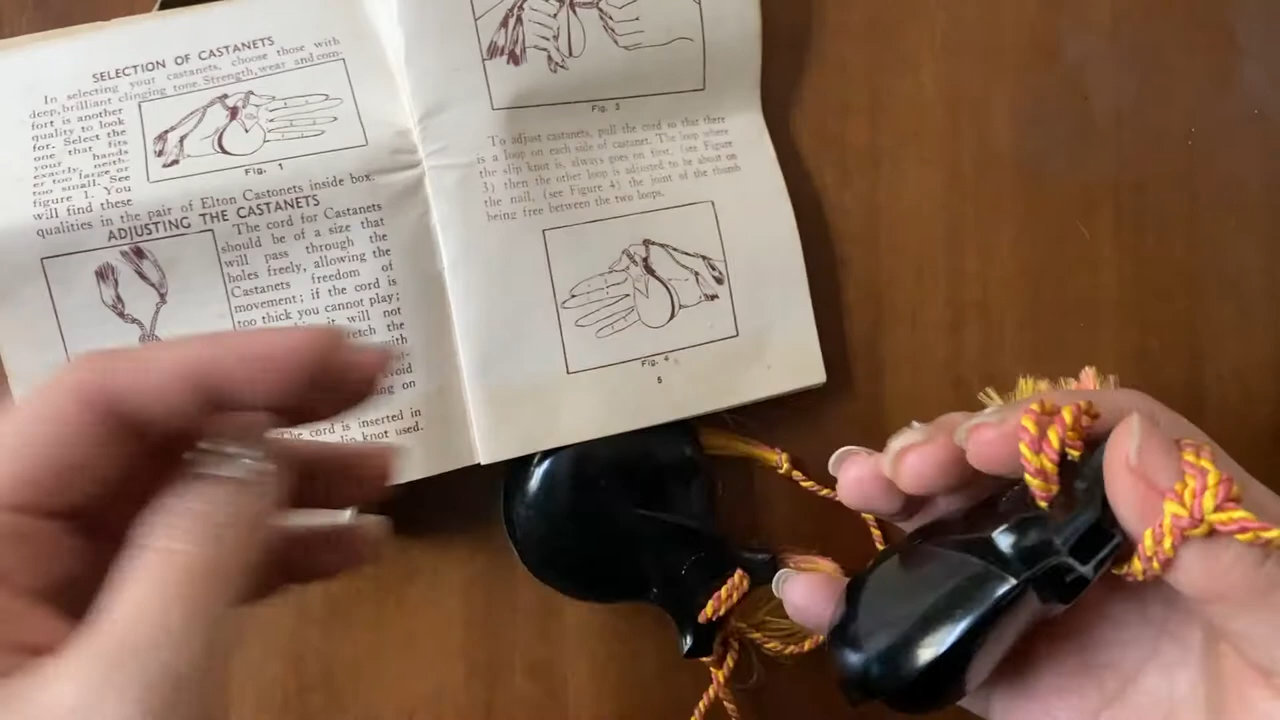 SELECTION OF CASTANETS
In selecting your castanets, choose those with
deep, brilliant clinging tone. Strength, wear and com-
fort is another
quality to look
for. Select the
one that fits
your hands
exactly, neith-
er too large or
too small. See
figure 1. You
will find these
Fig. 1
qualities in the pair of Elton Castonets inside box.
ADJUSTING THE CASTANETS
The cord for Castanets
should be of a size that
will pass through the
holes freely, allowing the
Castanets freedom of
movement; if the cord is
too thick you cannot play;
it will not
the
with
ing on
The cord is inserted in
slip knot used.
Fig. 3
To adjust castanets, pull the cord so that there
is a loop on each side of castanet. The loop where
the slip knot is, always goes on first, (see Figure
3) then the other loop is adjusted to be about on
the nail, (see Figure 4) the joint of the thumb
being free between the two loops.
Fig. 4
5